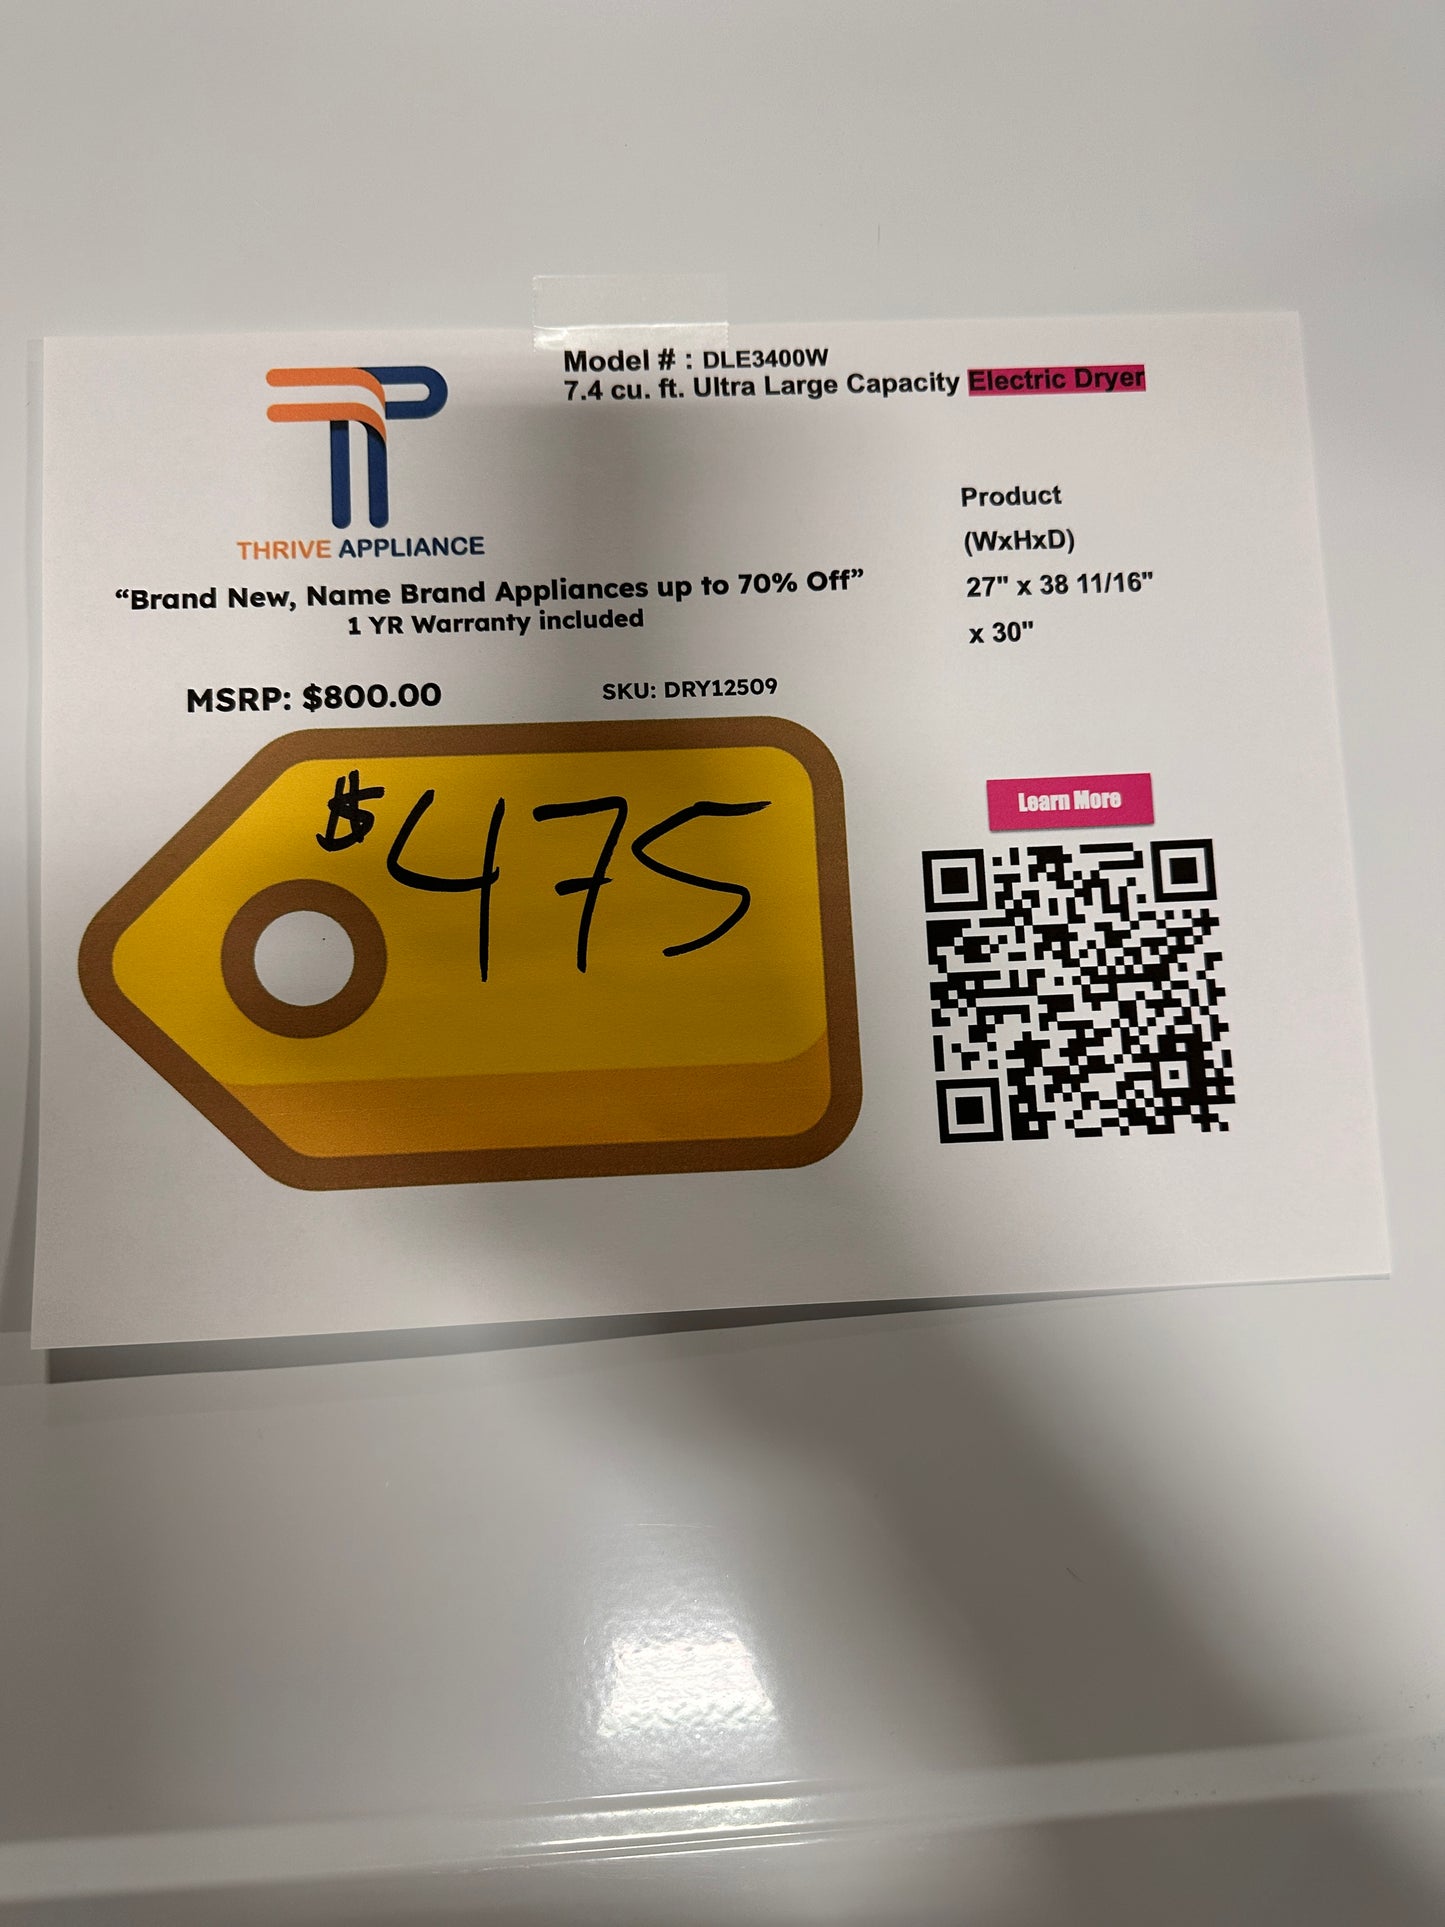 Model # : DLE3400W
7.4 cu. ft. Ultra Large Capacity Electric Dryer
THRIVE APPLIANCE
“Brand New, Name Brand Appliances up to 70% Off”
1 YR Warranty included
Product
(WxHxD)
27" x 38 11/16"
x 30"
MSRP: $800.00
SKU: DRY12509
$475
Learn More